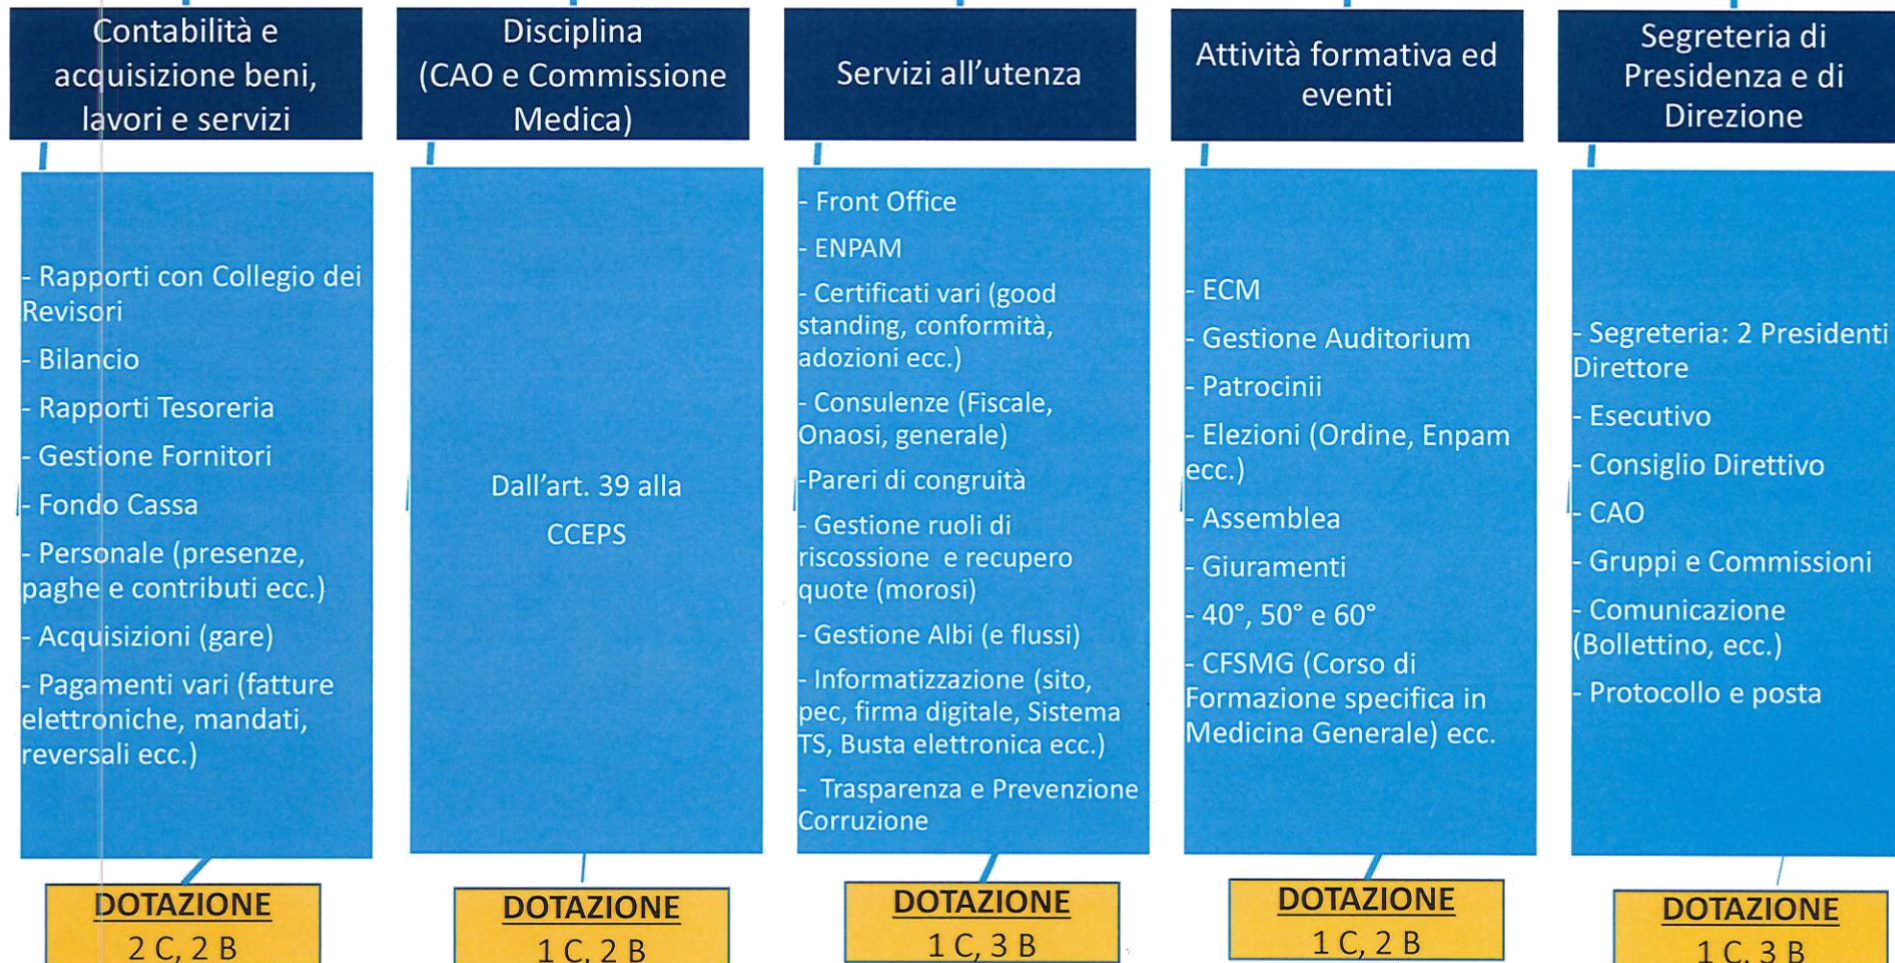 Contabilità e
acquisizione beni,
lavori e servizi
- Rapporti con Collegio dei
Revisori
- Bilancio
- Rapporti Tesoreria
- Gestione Fornitori
- Fondo Cassa
- Personale (presenze,
paghe e contributi ecc.)
- Acquisizioni (gare)
- Pagamenti vari (fatture
elettroniche, mandati,
reversali ecc.)
DOTAZIONE
2 C, 2 B
Disciplina
(CAO e Commissione
Medica)
Dall'art. 39 alla
CCEPS
DOTAZIONE
1 C, 2 B
Servizi all'utenza
- Front Office
- ENPAM
- Certificati vari (good
standing, conformità,
adozioni ecc.)
- Consulenze (Fiscale,
Onaosi, generale)
-Pareri di congruità
- Gestione ruoli di
riscossione e recupero
quote (morosi)
- Gestione Albi (e flussi)
- Informatizzazione (sito,
pec, firma digitale, Sistema
TS, Busta elettronica ecc.)
- Trasparenza e Prevenzione
Corruzione
DOTAZIONE
1 C, 3 B
Attività formativa ed
eventi
- ECM
- Gestione Auditorium
- Patrocinii
- Elezioni (Ordine, Enpam
ecc.)
- Assemblea
- Giuramenti
- 40°, 50° e 60°
- CFSMG (Corso di
Formazione specifica in
Medicina Generale) ecc.
DOTAZIONE
1 C, 2 B
Segreteria di
Presidenza e di
Direzione
- Segreteria: 2 Presidenti
Direttore
- Esecutivo
- Consiglio Direttivo
- CAO
- Gruppi e Commissioni
- Comunicazione
(Bollettino, ecc.)
- Protocollo e posta
DOTAZIONE
1 C, 3 B